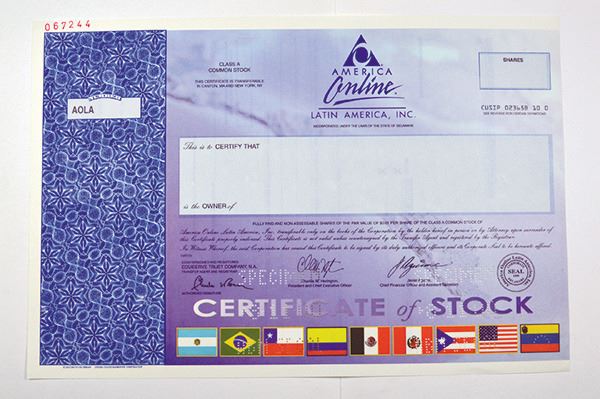 067244
CLASS A
COMMON STOCK
THIS CERTIFICATE IS TRANSFERABLE
IN CANTON, MA AND NEW YORK, NY
AMERICA
Online
LATIN AMERICA, INC.
INCORPORATED UNDER THE LAWS OF THE STATE OF DELAWARE
SHARES
CUSIP 02365B 10 0
SEE REVERSE FOR CERTAIN DEFINITIONS
AOLA
This is to CERTIFY THAT
is the OWNER of
FULLY PAID AND NON-ASSESSABLE SHARES OF THE PAR VALUE OF $0.01 PER SHARE OF THE CLASS A COMMON STOCK OF
America Online Latin America, Inc. transferable only on the books of the Corporation by the holder hereof in person or by Attorney upon surrender of
this Certificate properly endorsed. This Certificate is not valid unless countersigned by the Transfer Agent and registered by the Registrar.
In Witness Whereof, the said Corporation has caused this Certificate to be signed by its duly authorized officers and its Corporate Seal to be hereunto affixed.
COUNTERSIGNED AND REGISTERED
EQUISERVE TRUST COMPANY, N.A.
TRANSFER AGENT AND REGISTRAR
AUTHORIZED SIGNATURE
SPECIMEN
President and Chief Executive Officer
SPECIMEN
Chief Financial Officer and Assistant Secretary
SEAL
CERTIFICATE of STOCK